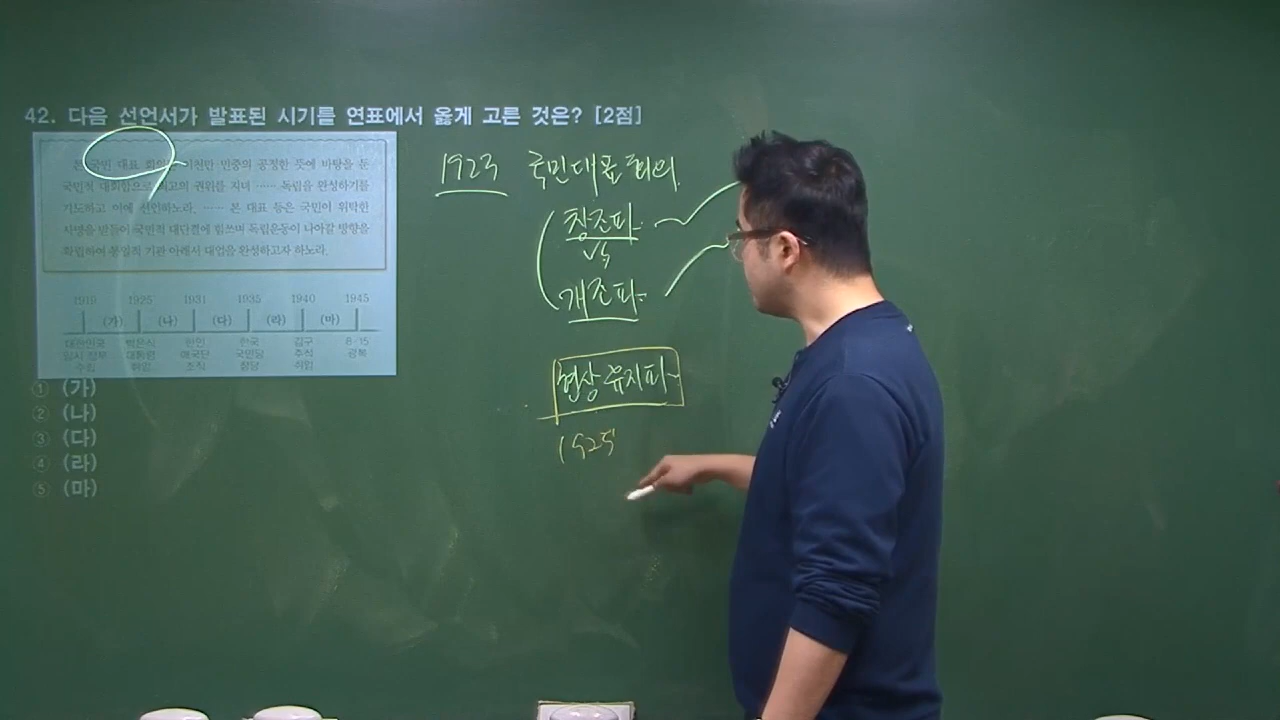 42. 다음 선언서가 발표된 시기를 연표에서 옳게 고른 것은? [2점]
본 국민 대표 회의는 이천만 민중의 공정한 뜻에 바탕을 둔
국민적 대회합으로 최고의 권위를 지녀 …… 독립을 완성하기를
기도하고 이에 선언하노라. …… 본 대표 등은 국민이 위탁한
사명을 받들어 국민적 대단결에 힘쓰며 독립운동이 나아갈 방향을
확립하여 통일적 기관 아래서 대업을 완성하고자 하노라.
1919 1925 1931 1935 1940 1945
(가) (나) (다) (라) (마)
대한민국 박은식 한인 한국 김구 8·15
임시 정부 대통령 애국단 국민당 주석 광복
수립 취임 조직 창당 취임
① (가)
② (나)
③ (다)
④ (라)
⑤ (마)
1923 국민대표회의
창조파
vs
개조파
현상유지파
1925